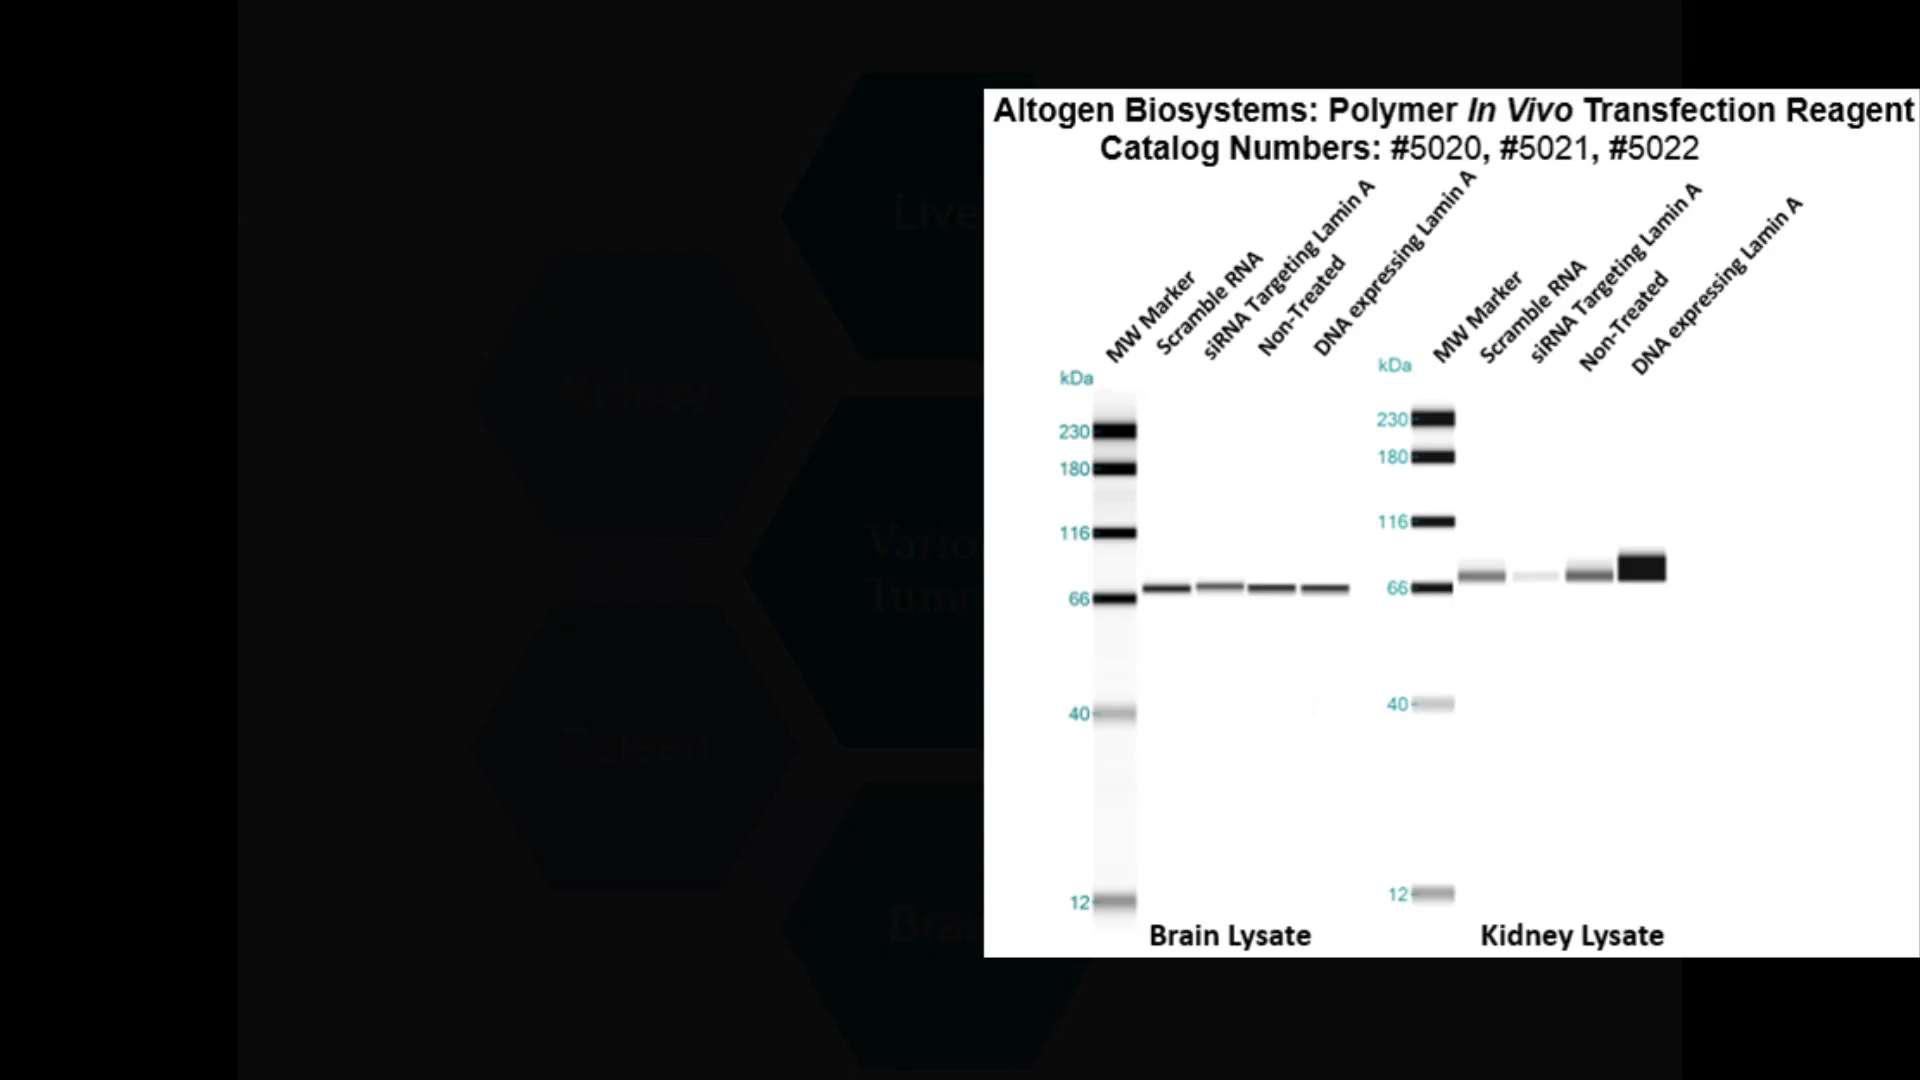 Altogen Biosystems: Polymer In Vivo Transfection Reagent
Catalog Numbers: #5020, #5021, #5022
MW Marker
Scramble RNA
siRNA Targeting Lamin A
Non-Treated
DNA expressing Lamin A
kDa
230
180
116
66
40
12
Brain Lysate
MW Marker
Scramble RNA
siRNA Targeting Lamin A
Non-Treated
DNA expressing Lamin A
kDa
230
180
116
66
40
12
Kidney Lysate
Kidney
Spleen